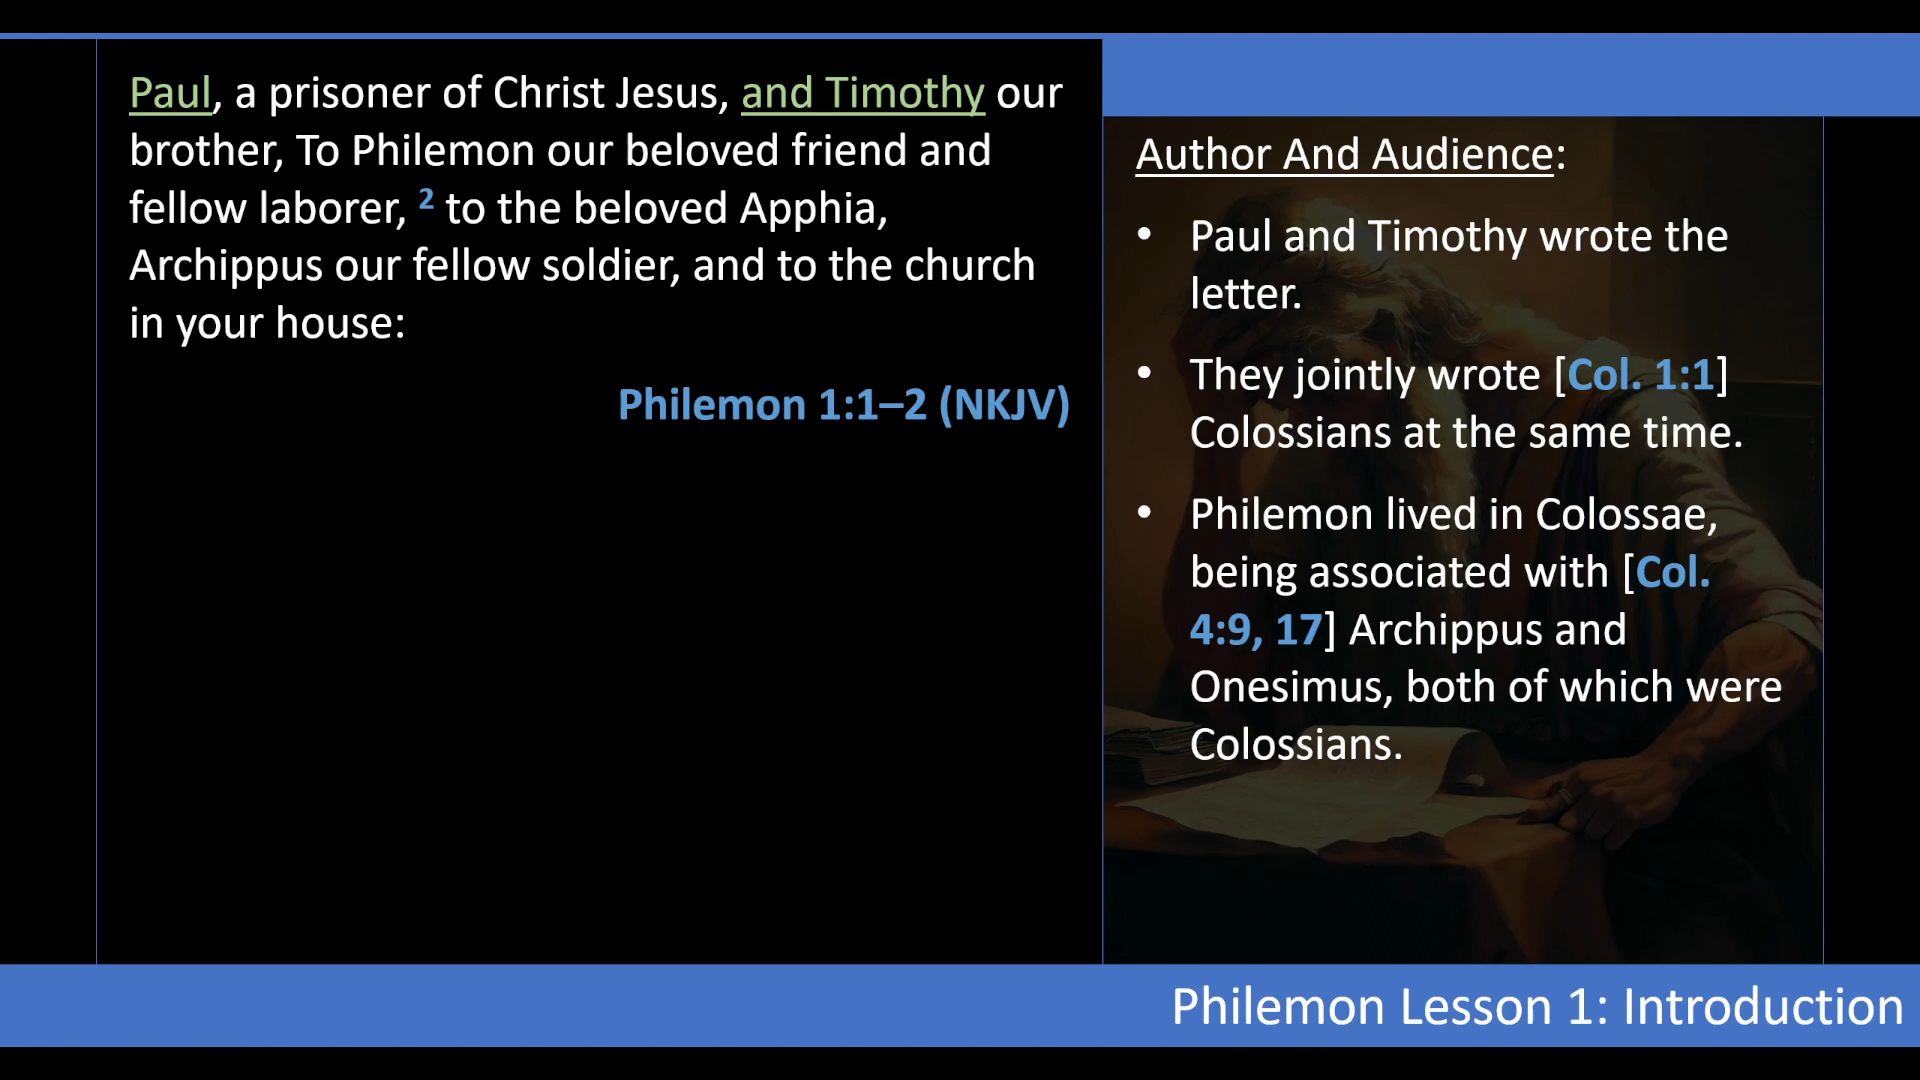 Paul, a prisoner of Christ Jesus, and Timothy our
brother, To Philemon our beloved friend and
fellow laborer, 2 to the beloved Apphia,
Archippus our fellow soldier, and to the church
in your house:
Philemon 1:1–2 (NKJV)
Author And Audience:
• Paul and Timothy wrote the
letter.
• They jointly wrote [Col. 1:1]
Colossians at the same time.
• Philemon lived in Colossae,
being associated with [Col.
4:9, 17] Archippus and
Onesimus, both of which were
Colossians.
Philemon Lesson 1: Introduction